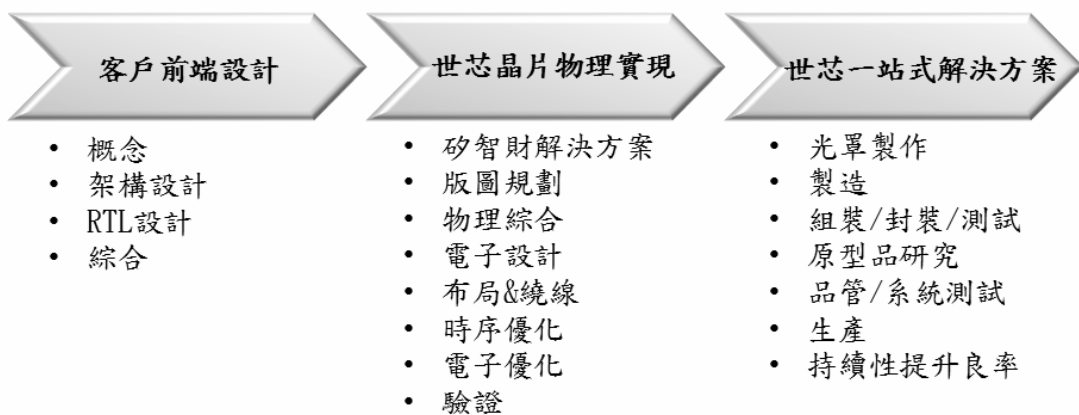 客戶前端設計
• 概念
• 架構設計
• RTL設計
• 綜合
世芯晶片物理實現
• 矽智財解決方案
• 版圖規劃
• 物理綜合
• 電子設計
• 布局&繞線
• 時序優化
• 電子優化
• 驗證
世芯一站式解決方案
• 光罩製作
• 製造
• 組裝/封裝/測試
• 原型品研究
• 品管/系統測試
• 生產
• 持續性提升良率